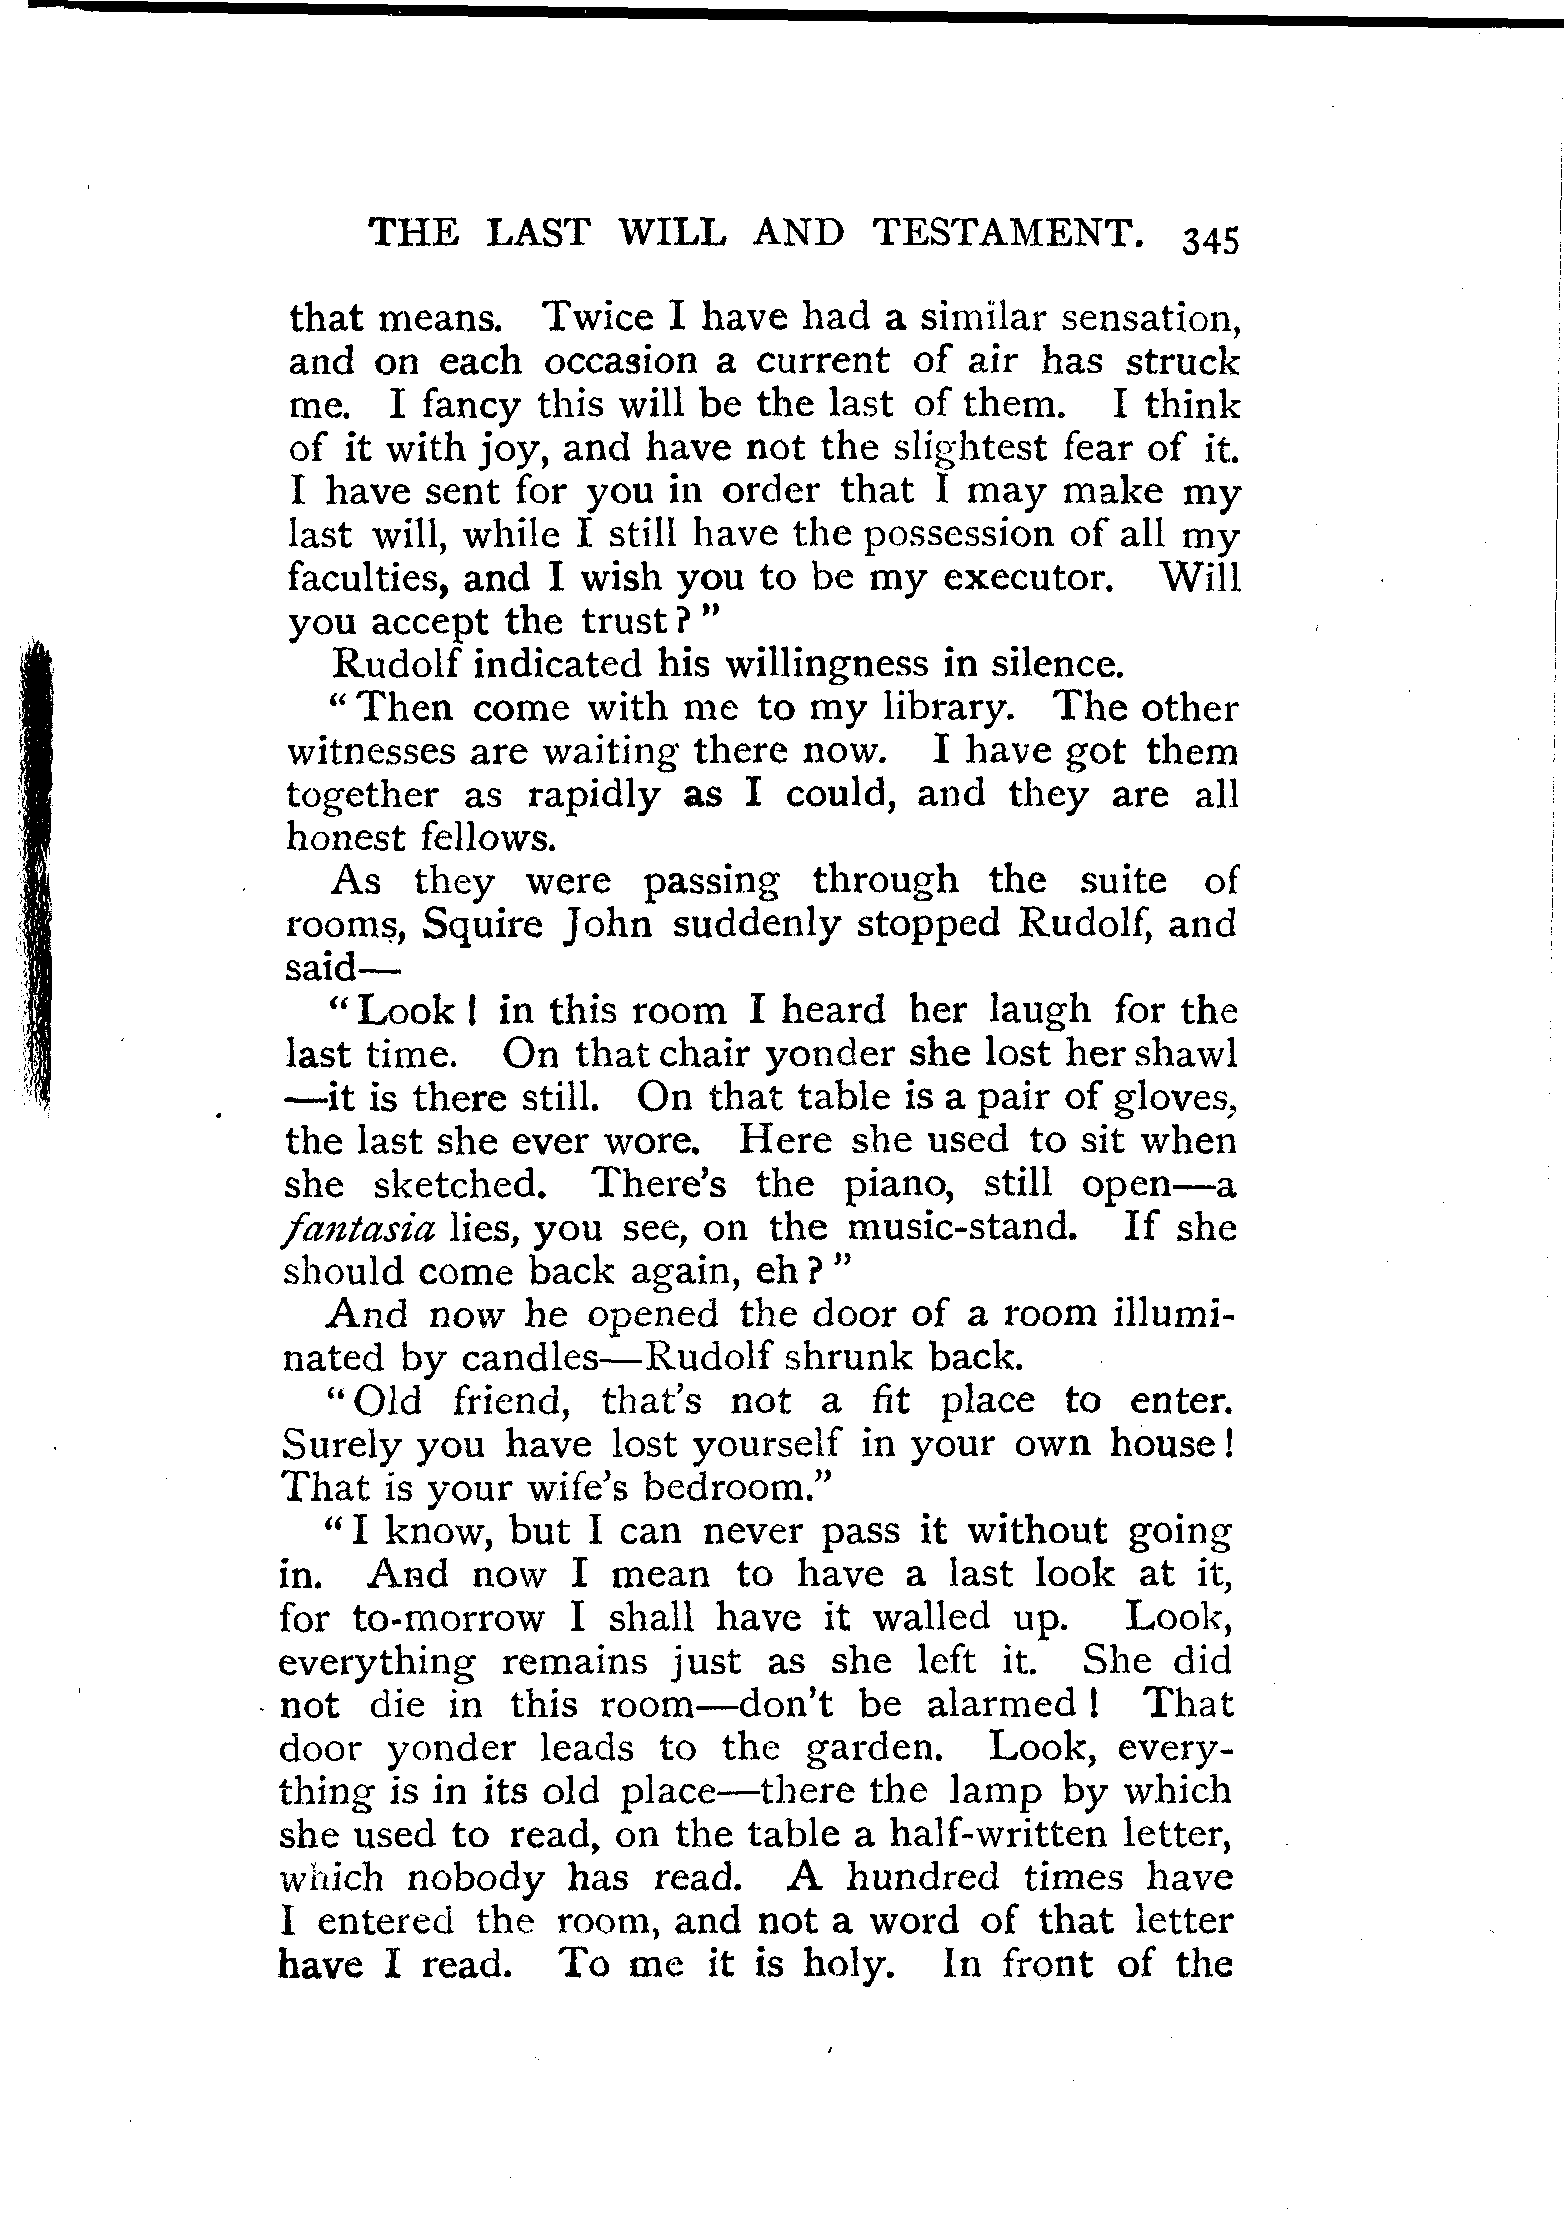 THE LAST WILL AND TESTAMENT. 345
that means. Twice I have had a similar sensation,
and on each occasion a current of air has struck
me. I fancy this will be the last of them. I think
of it with joy, and have not the slightest fear of it.
I have sent for you in order that I may make my
last will, while I still have the possession of all my
faculties, and I wish you to be my executor. Will
you accept the trust?"
Rudolf indicated his willingness in silence.
"Then come with me to my library. The other
witnesses are waiting there now. I have got them
together as rapidly as I could, and they are all
honest fellows.
As they were passing through the suite of
rooms, Squire John suddenly stopped Rudolf, and
said—
"Look! in this room I heard her laugh for the
last time. On that chair yonder she lost her shawl
—it is there still. On that table is a pair of gloves,
the last she ever wore. Here she used to sit when
she sketched. There's the piano, still open—a
fantasia lies, you see, on the music-stand. If she
should come back again, eh?"
And now he opened the door of a room illumi-
nated by candles—Rudolf shrunk back.
"Old friend, that's not a fit place to enter.
Surely you have lost yourself in your own house!
That is your wife's bedroom."
"I know, but I can never pass it without going
in. And now I mean to have a last look at it,
for to-morrow I shall have it walled up. Look,
everything remains just as she left it. She did
not die in this room—don't be alarmed! That
door yonder leads to the garden. Look, every-
thing is in its old place—there the lamp by which
she used to read, on the table a half-written letter,
which nobody has read. A hundred times have
I entered the room, and not a word of that letter
have I read. To me it is holy. In front of the